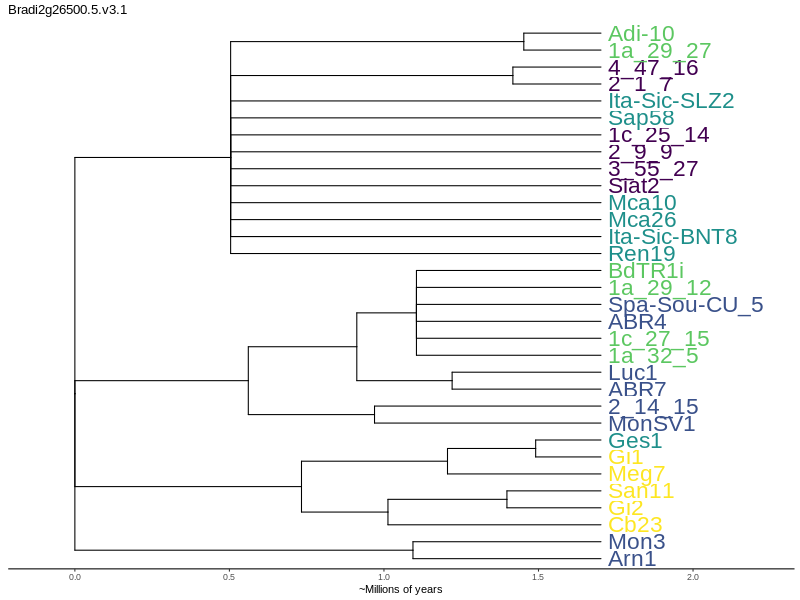 Bradi2g26500.5.v3.1
Adi-10
1a_29_27
4_47_16
2_1_7
Ita-Sic-SLZ2
Sap58
1c_25_14
2_9_9
3_55_27
Siat2
Mca10
Mca26
Ita-Sic-BNT8
Ren19
BdTR1i
1a_29_12
Spa-Sou-CU_5
ABR4
1c_27_15
1a_32_5
Luc1
ABR7
2_14_15
MonSV1
Ges1
Gi1
Meg7
San11
Gi2
Cb23
Mon3
Arn1
0.0 0.5 1.0 1.5 2.0
~Millions of years